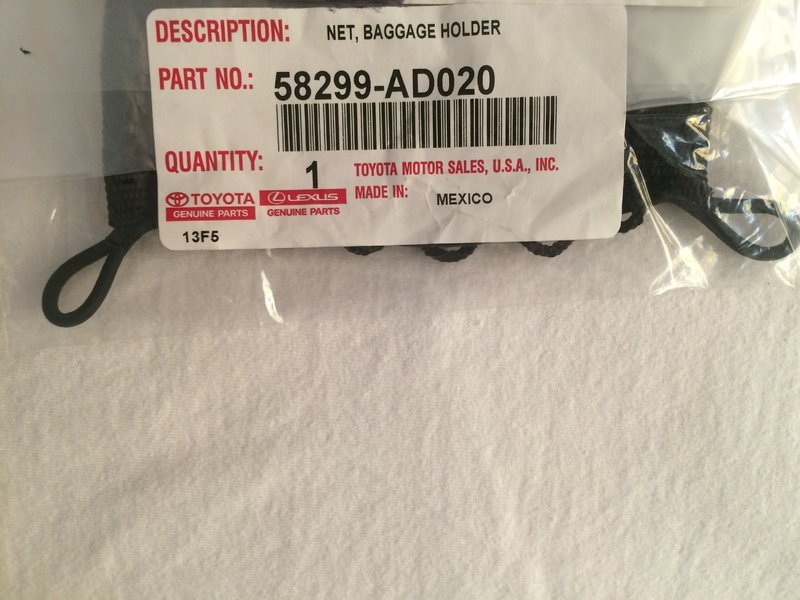 DESCRIPTION: NET, BAGGAGE HOLDER
PART NO.: 58299-AD020
QUANTITY: 1 TOYOTA MOTOR SALES, U.S.A., INC.
MADE IN: MEXICO
TOYOTA LEXUS
GENUINE PARTS GENUINE PARTS
13F5